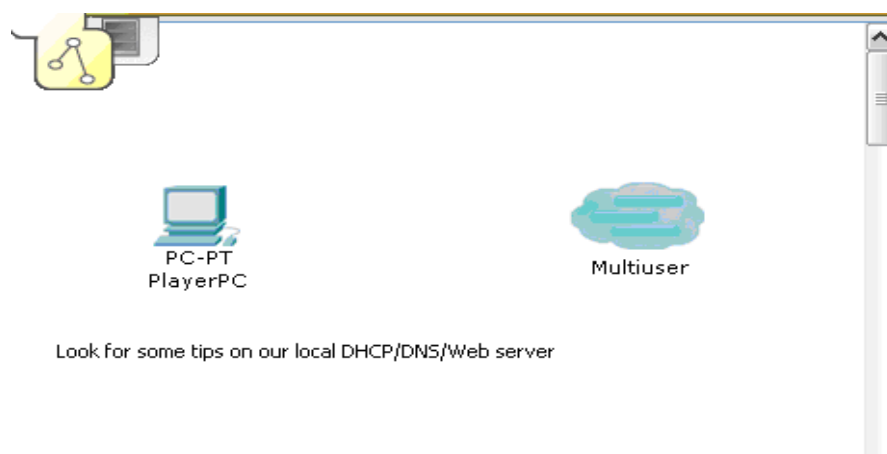 PC-PT
PlayerPC
Multiuser
Look for some tips on our local DHCP/DNS/Web server